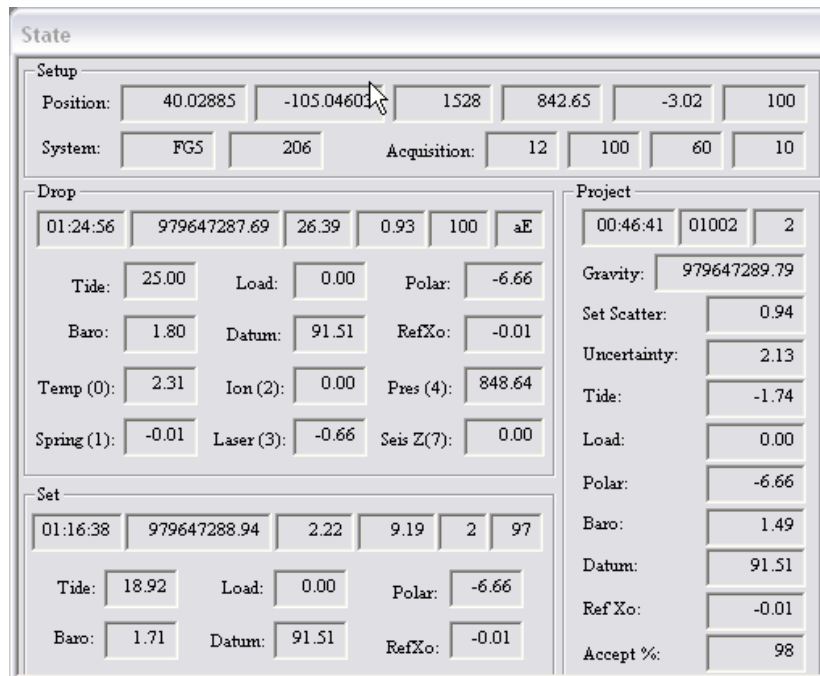 State
Setup
Position: 40.02885 -105.04603 1528 842.65 -3.02 100
System: FG5 206 Acquisition: 12 100 60 10
Drop
01:24:56 979647287.69 26.39 0.93 100 aE
Tide: 25.00 Load: 0.00 Polar: -6.66
Baro: 1.80 Datum: 91.51 RefXo: -0.01
Temp (0): 2.31 Ion (2): 0.00 Pres (4): 848.64
Spring (1): -0.01 Laser (3): -0.66 Seis Z(7): 0.00
Set
01:16:38 979647288.94 2.22 9.19 2 97
Tide: 18.92 Load: 0.00 Polar: -6.66
Baro: 1.71 Datum: 91.51 RefXo: -0.01
Project
00:46:41 01002 2
Gravity: 979647289.79
Set Scatter: 0.94
Uncertainty: 2.13
Tide: -1.74
Load: 0.00
Polar: -6.66
Baro: 1.49
Datum: 91.51
Ref Xo: -0.01
Accept %: 98